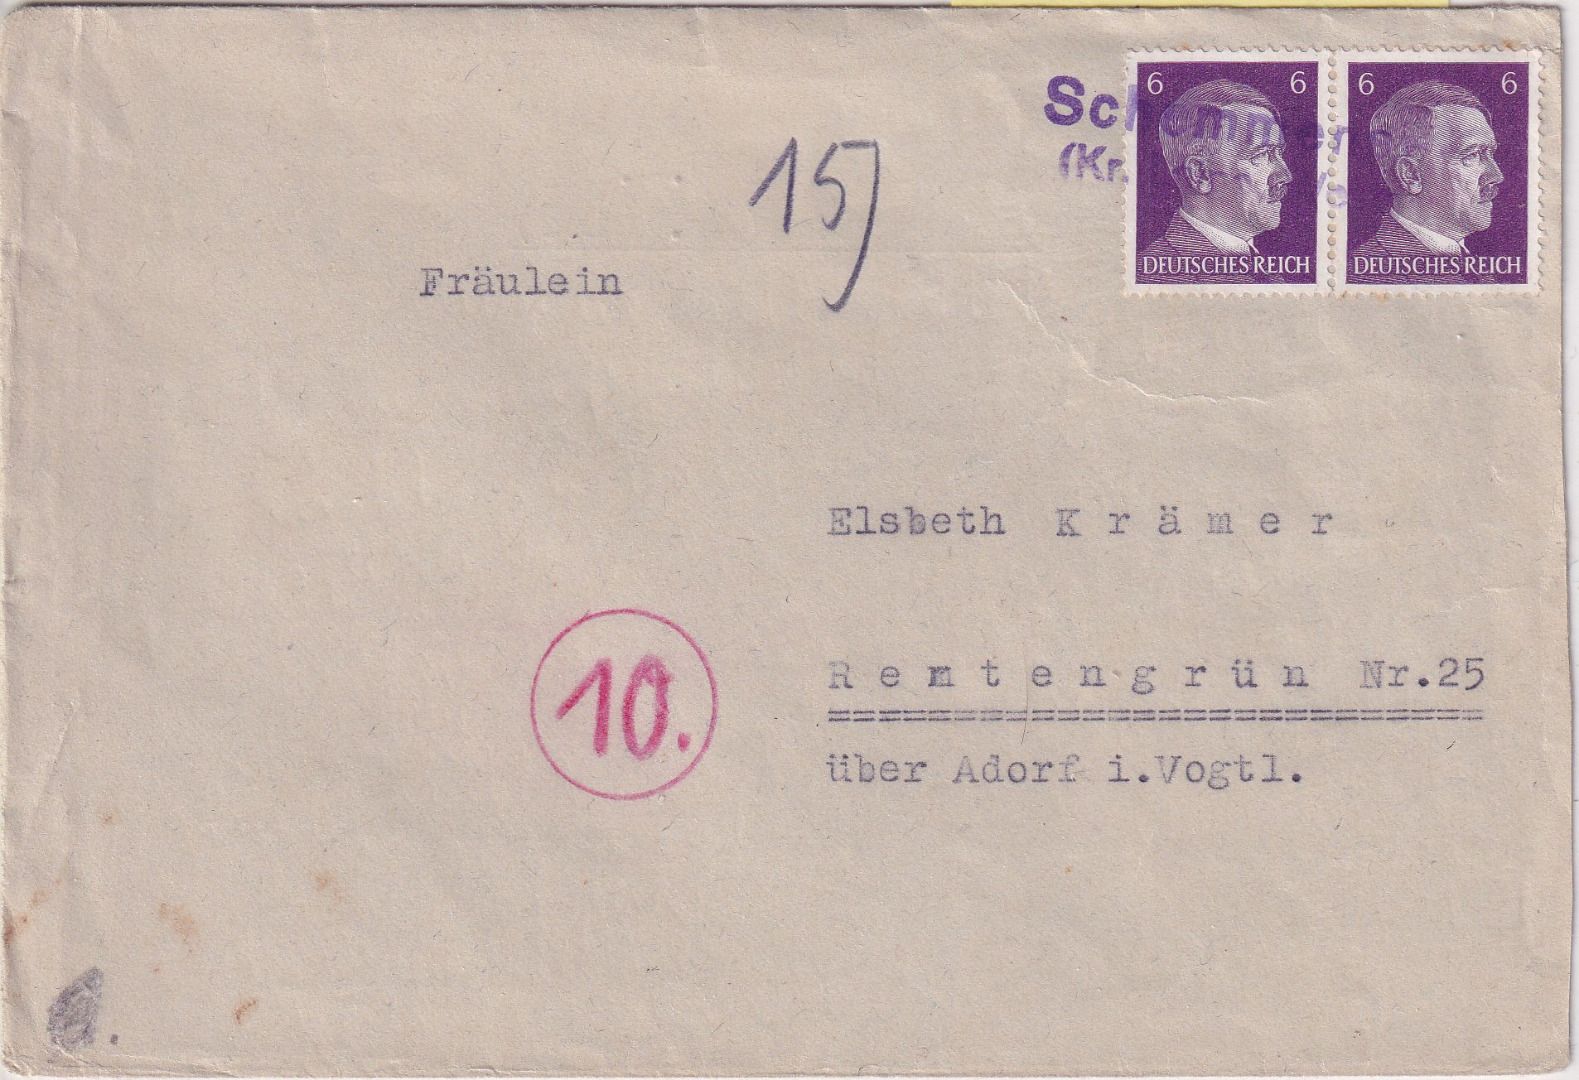 6 6 6 6
DEUTSCHES REICH DEUTSCHES REICH
(Kr.
15)
Fräulein
Elsbeth Krämer
Remtengrün Nr.25
über Adorf i.Vogtl.
10.